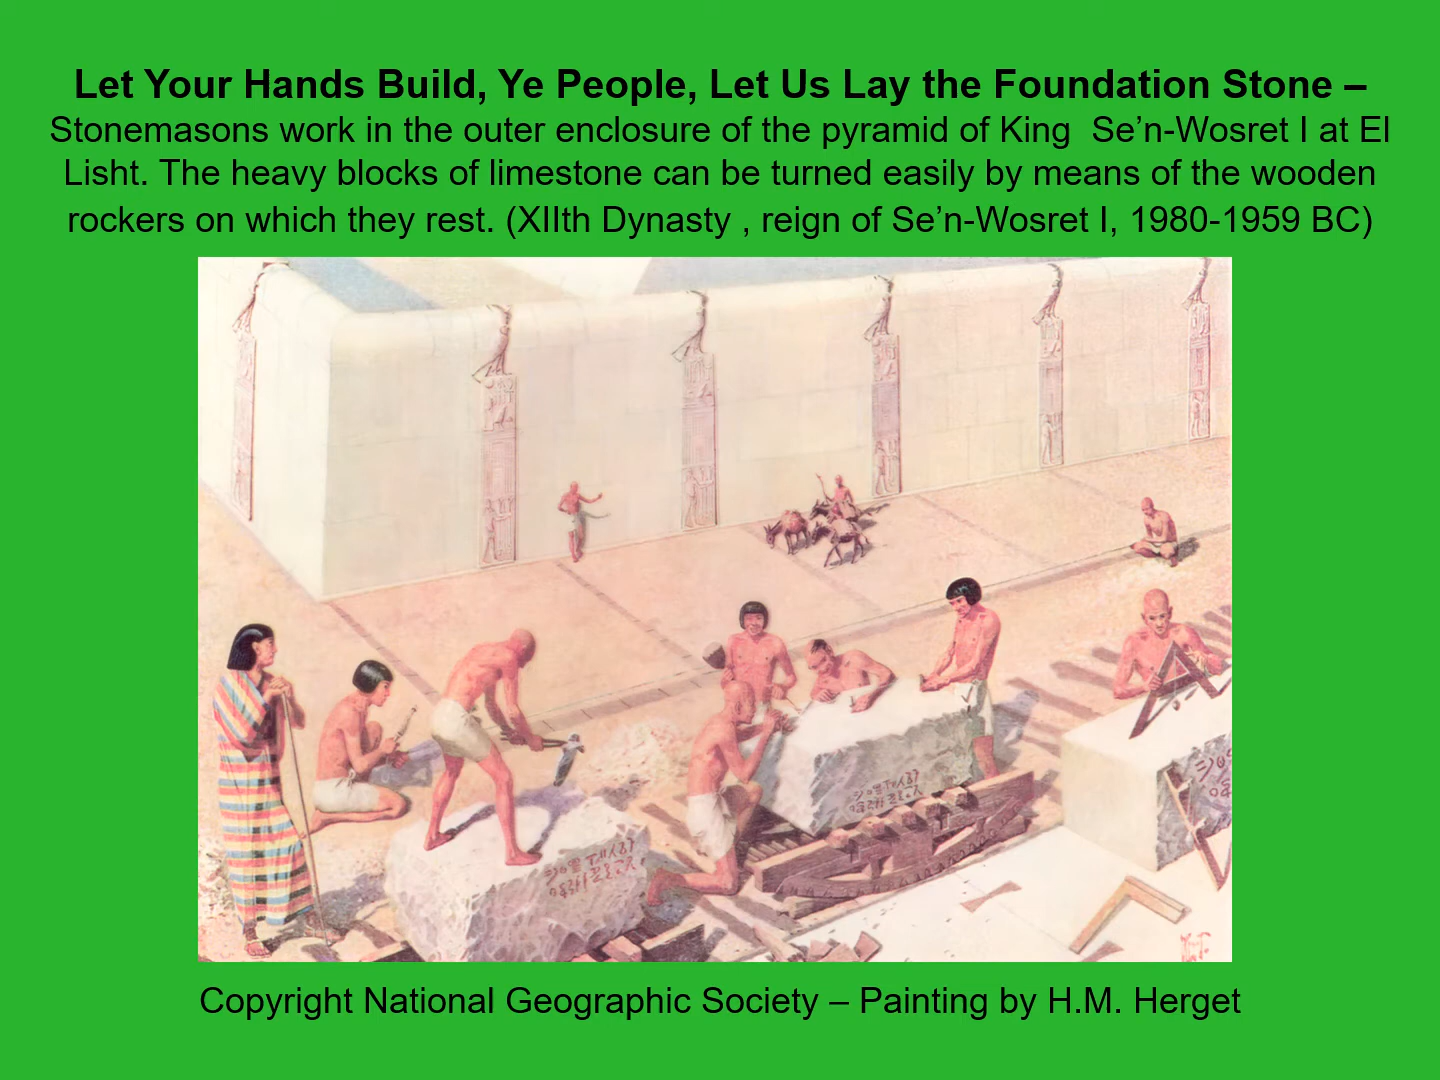 Let Your Hands Build, Ye People, Let Us Lay the Foundation Stone –
Stonemasons work in the outer enclosure of the pyramid of King  Se’n-Wosret I at El
Lisht. The heavy blocks of limestone can be turned easily by means of the wooden
rockers on which they rest. (XIIth Dynasty , reign of Se’n-Wosret I, 1980-1959 BC)
Copyright National Geographic Society – Painting by H.M. Herget